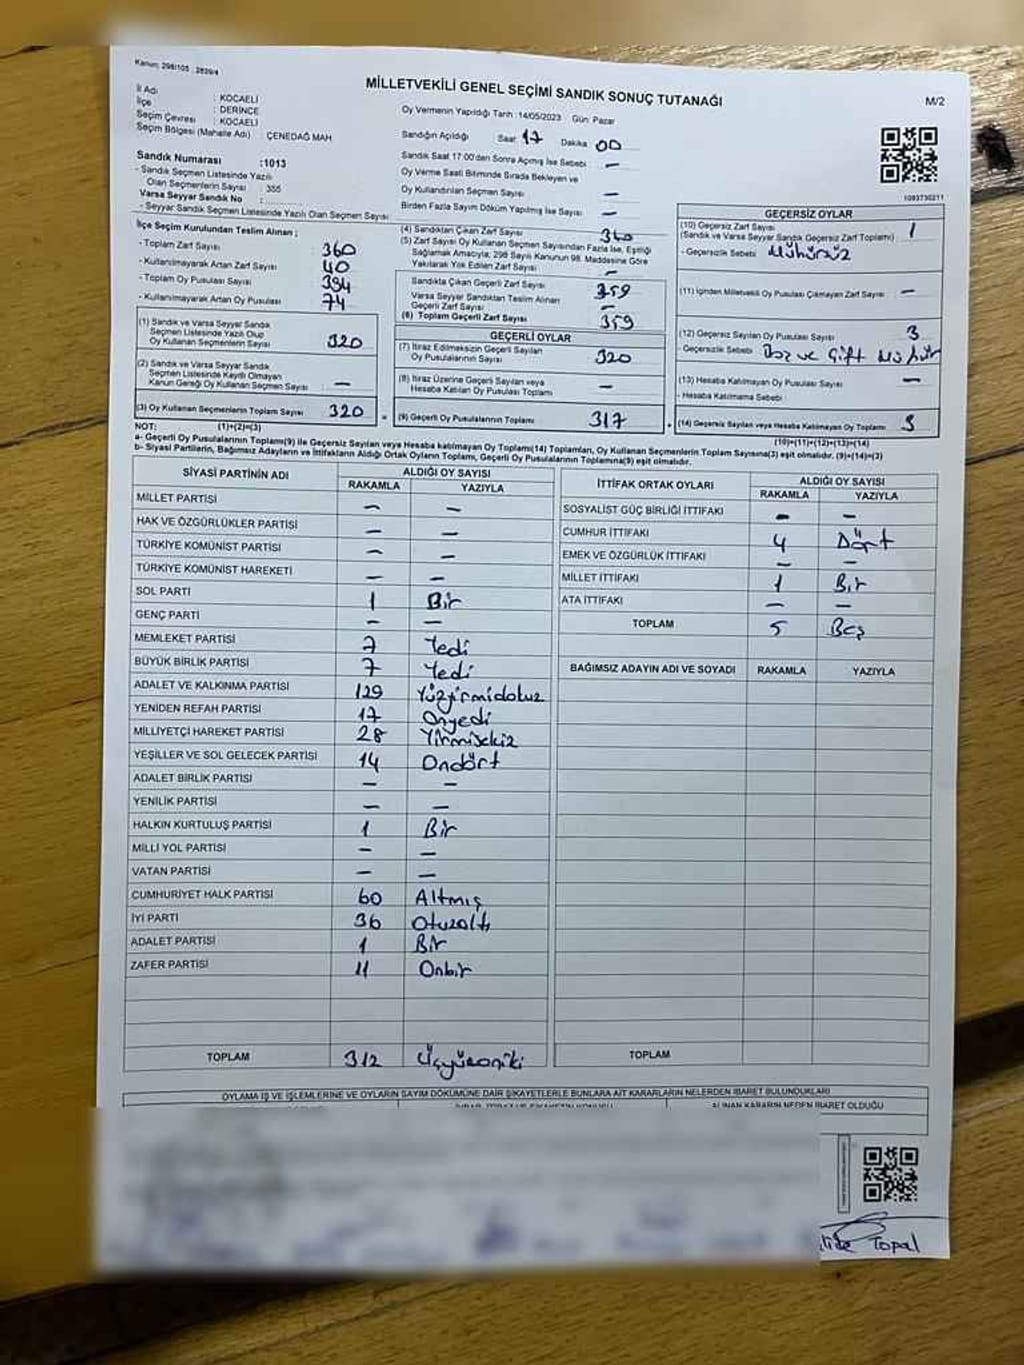 Kanun: 298/105 : 2839/4
MİLLETVEKİLİ GENEL SEÇİMİ SANDIK SONUÇ TUTANAĞI
M/2
İl Adı : KOCAELİ
İlçe : DERİNCE
Seçim Çevresi : KOCAELİ
Seçim Bölgesi (Mahalle Adı) : ÇENEDAĞ MAH
Oy Vermenin Yapıldığı Tarih : 14/05/2023 Gün: Pazar
Sandığın Açıldığı Saat 17 Dakika 00
Sandık Saat 17:00'den Sonra Açmış İse Sebebi —
Oy Verme Saati Bitiminde Sırada Bekleyen ve
Oy Kullandırılan Seçmen Sayısı —
Birden Fazla Sayım Döküm Yapılmış İse Sayısı —
Sandık Numarası :1013
- Sandık Seçmen Listesinde Yazılı
Olan Seçmenlerin Sayısı : 355
Varsa Seyyar Sandık No :
- Seyyar Sandık Seçmen Listesinde Yazılı Olan Seçmen Sayısı:
1093730211
İlçe Seçim Kurulundan Teslim Alınan ;
- Toplam Zarf Sayısı 360
- Kullanılmayarak Artan Zarf Sayısı 40
- Toplam Oy Pusulası Sayısı 394
- Kullanılmayarak Artan Oy Pusulası 74
(1) Sandık ve Varsa Seyyar Sandık
Seçmen Listesinde Yazılı Olup
Oy Kullanan Seçmenlerin Sayısı 320
(2) Sandık ve Varsa Seyyar Sandık
Seçmen Listesinde Kayıtlı Olmayan
Kanun Gereği Oy Kullanan Seçmen Sayısı —
(3) Oy Kullanan Seçmenlerin Toplam Sayısı 320
(1)+(2)=(3)
(4) Sandıktan Çıkan Zarf Sayısı
(5) Zarf Sayısı Oy Kullanan Seçmen Sayısından Fazla İse, Eşitliği
Sağlamak Amacıyla, 298 Sayılı Kanunun 98. Maddesine Göre
Yakılarak Yok Edilen Zarf Sayısı —
Sandıkta Çıkan Geçerli Zarf Sayısı 359
Varsa Seyyar Sandıktan Teslim Alınan
Geçerli Zarf Sayısı —
(6) Toplam Geçerli Zarf Sayısı 359
GEÇERLİ OYLAR
(7) İtiraz Edilmeksizin Geçerli Sayılan
Oy Pusulalarının Sayısı 320
(8) İtiraz Üzerine Geçerli Sayılan veya
Hesaba Katılan Oy Pusulası Toplamı —
= (9) Geçerli Oy Pusulalarının Toplamı 317
GEÇERSİZ OYLAR
(10) Geçersiz Zarf Sayısı 1
(Sandık ve Varsa Seyyar Sandık Geçersiz Zarf Toplamı)
- Geçersizlik Sebebi Mühürsüz
(11) İçinden Milletvekili Oy Pusulası Çıkmayan Zarf Sayısı —
(12) Geçersiz Sayılan Oy Pusulası Sayısı 3
- Geçersizlik Sebebi Boz ve Çift Mühür
(13) Hesaba Katılmayan Oy Pusulası Sayısı —
- Hesaba Katılmama Sebebi
+ (14) Geçersiz Sayılan veya Hesaba Katılmayan Oy Toplamı 3
(10)+(11)+(12)+(13)=(14)
NOT:
a- Geçerli Oy Pusulalarının Toplamı(9) ile Geçersiz Sayılan veya Hesaba katılmayan Oy Toplamı(14) Toplamları, Oy Kullanan Seçmenlerin Toplam Sayısına(3) eşit olmalıdır. (9)+(14)=(3)
b- Siyasi Partilerin, Bağımsız Adayların ve İttifakların Aldığı Ortak Oyların Toplamı, Geçerli Oy Pusulalarının Toplamına(9) eşit olmalıdır.
SİYASİ PARTİNİN ADI ALDIĞI OY SAYISI
RAKAMLA YAZIYLA
MİLLET PARTİSİ — —
HAK VE ÖZGÜRLÜKLER PARTİSİ — —
TÜRKİYE KOMÜNİST PARTİSİ — —
TÜRKİYE KOMÜNİST HAREKETİ — —
SOL PARTİ 1 Bir
GENÇ PARTİ — —
MEMLEKET PARTİSİ 7 Yedi
BÜYÜK BİRLİK PARTİSİ 7 Yedi
ADALET VE KALKINMA PARTİSİ 129 Yüzyirmidokuz
YENİDEN REFAH PARTİSİ 17 Onyedi
MİLLİYETÇİ HAREKET PARTİSİ 28 Yirmisekiz
YEŞİLLER VE SOL GELECEK PARTİSİ 14 Ondört
ADALET BİRLİK PARTİSİ — —
YENİLİK PARTİSİ — —
HALKIN KURTULUŞ PARTİSİ 1 Bir
MİLLİ YOL PARTİSİ — —
VATAN PARTİSİ — —
CUMHURİYET HALK PARTİSİ 60 Altmış
İYİ PARTİ 36 Otuzaltı
ADALET PARTİSİ 1 Bir
ZAFER PARTİSİ 11 Onbir
TOPLAM 312 Üçyüzoniki
İTTİFAK ORTAK OYLARI ALDIĞI OY SAYISI
RAKAMLA YAZIYLA
SOSYALİST GÜÇ BİRLİĞİ İTTİFAKI — —
CUMHUR İTTİFAKI 4 Dört
EMEK VE ÖZGÜRLÜK İTTİFAKI — —
MİLLET İTTİFAKI 1 Bir
ATA İTTİFAKI — —
TOPLAM 5 Beş
BAĞIMSIZ ADAYIN ADI VE SOYADI RAKAMLA YAZIYLA
TOPLAM
OYLAMA İŞ VE İŞLEMLERİNE VE OYLARIN SAYIM DÖKÜMÜNE DAİR ŞİKAYETLERLE BUNLARA AİT KARARLARIN NELERDEN İBARET BULUNDUKLARI
ALINAN KARARIN NEDEN İBARET OLDUĞU
Topal